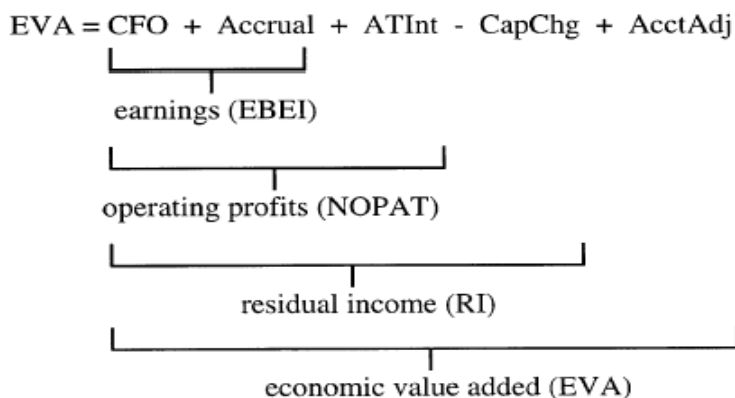 EVA = CFO + Accrual + ATInt - CapChg + AcctAdj
earnings (EBEI)
operating profits (NOPAT)
residual income (RI)
economic value added (EVA)